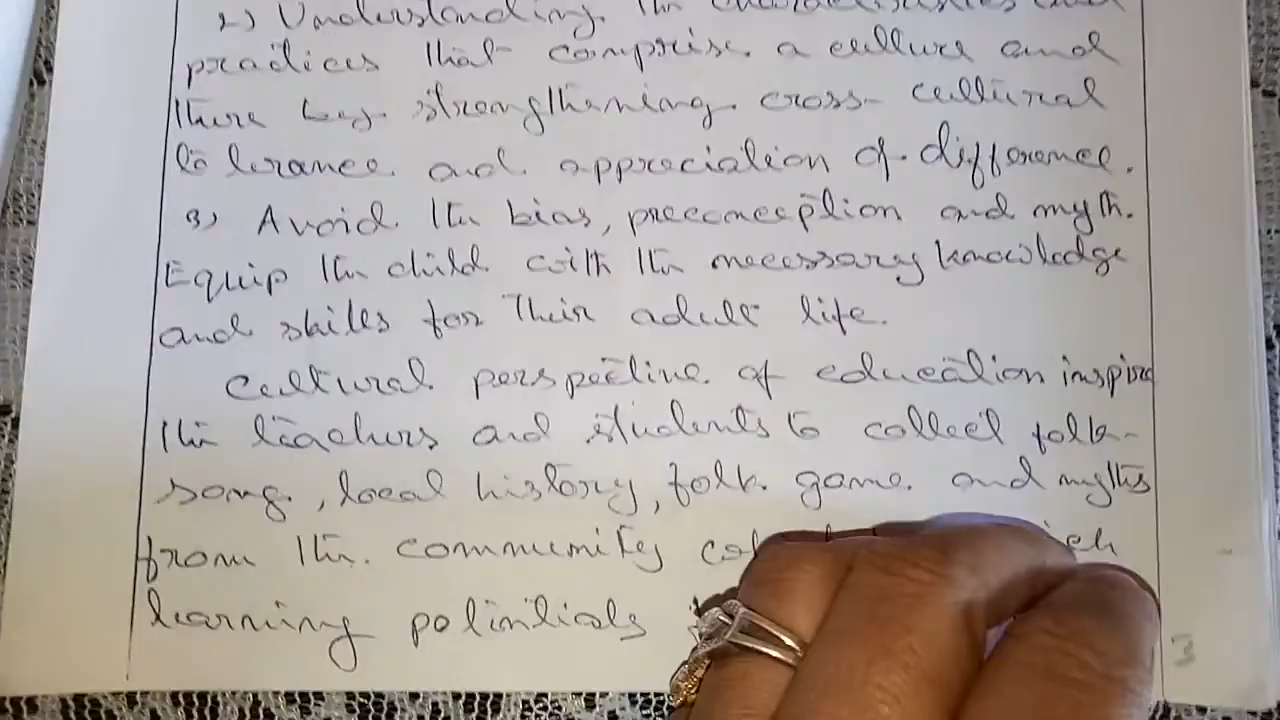 2) Understanding the characteristics and
practices that comprise a culture and
there by strengthening cross-cultural
tolerance and appreciation of difference.
3) Avoid the bias, preconception and myth.
Equip the child with the necessary knowledge
and skills for their adult life.
Cultural perspective of education inspire
the teachers and students to collect folk-
song, local history, folk game and myths
from the community
learning potentials
3